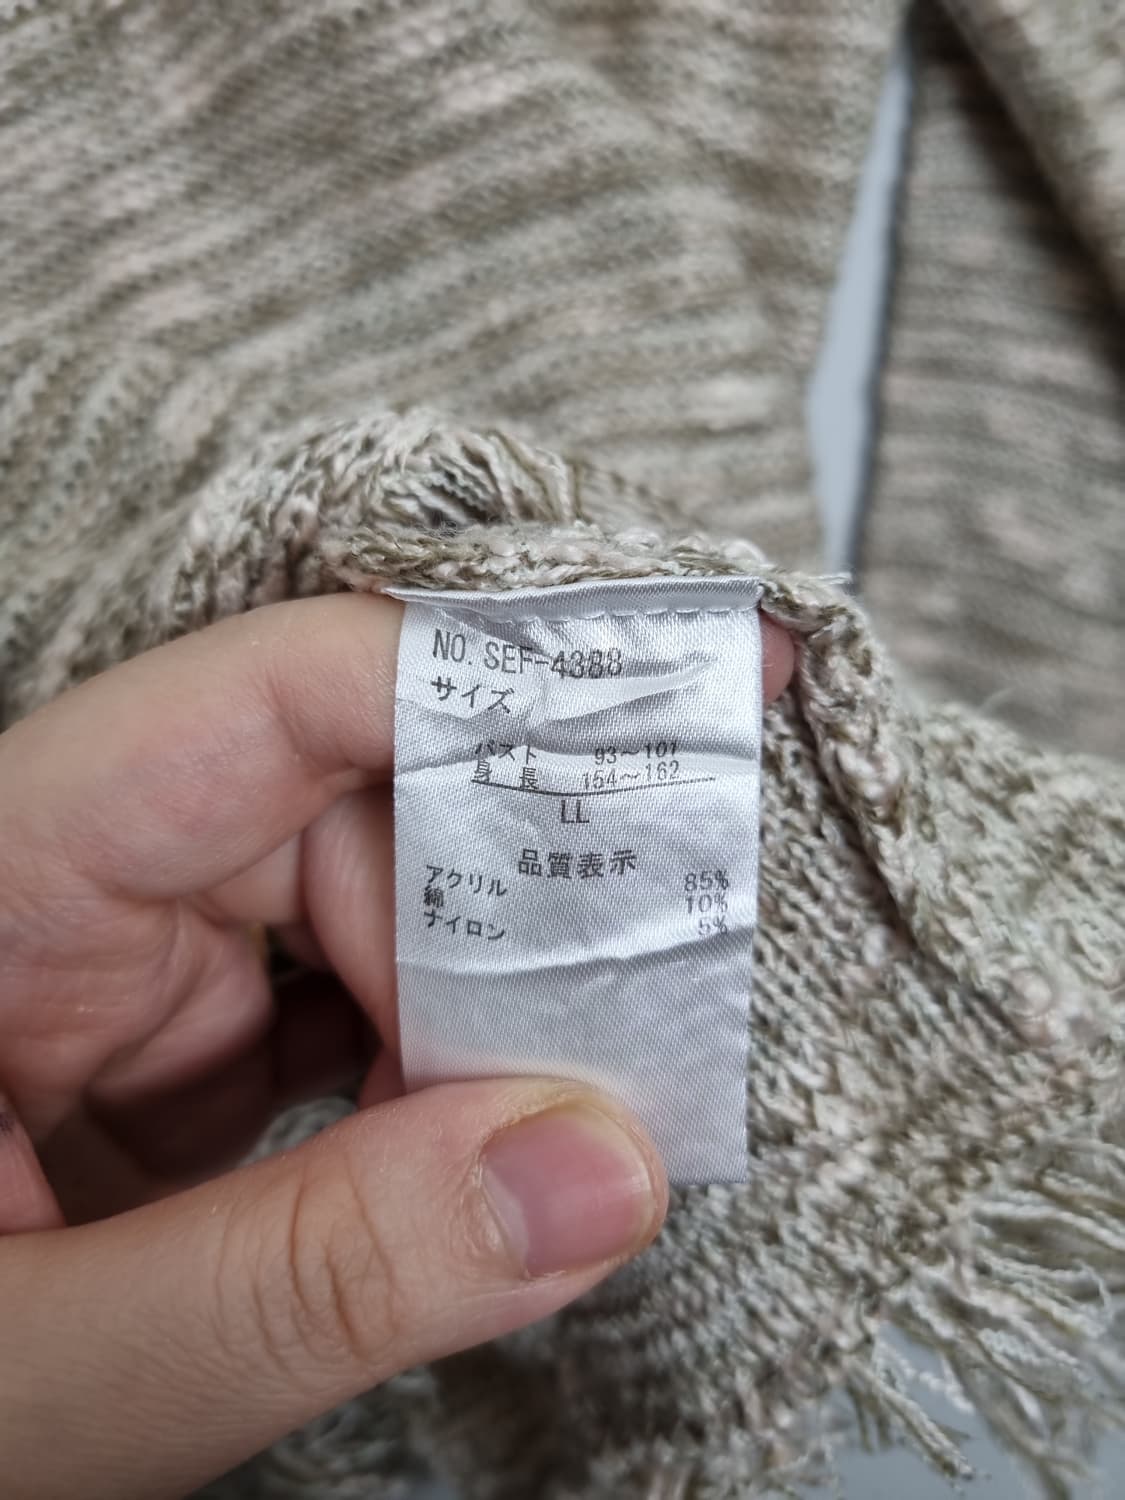 NO. SEF-4388
サイズ
バスト 93〜101
身長 154〜162
LL
品質表示
アクリル 85%
綿 10%
ナイロン 5%